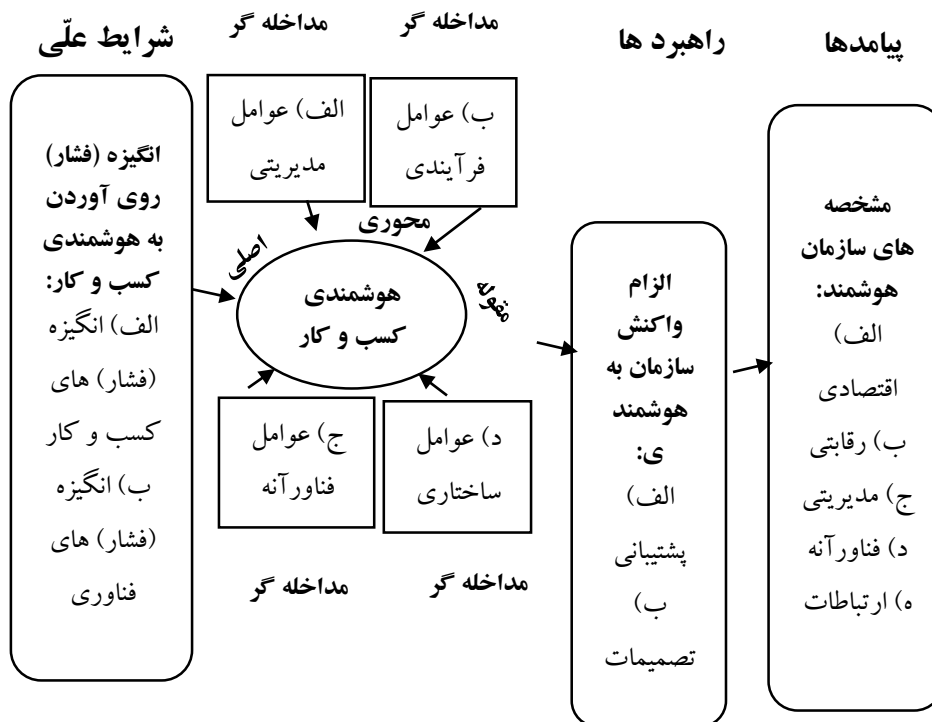 شرایط علّی
انگیزه (فشار)
روی آوردن
به هوشمندی
کسب و کار:
الف) انگیزه
(فشار) های
کسب و کار
ب) انگیزه
(فشار) های
فناوری
مداخله گر
الف) عوامل
مدیریتی
مداخله گر
ب) عوامل
فرآیندی
مقوله
محوری
اصلی
هوشمندی
کسب و کار
ج) عوامل
فناورآنه
مداخله گر
د) عوامل
ساختاری
مداخله گر
راهبرد ها
الزام
واکنش
سازمان به
هوشمند
ی:
الف)
پشتیبانی
ب)
تصمیمات
پیامدها
مشخصه
های سازمان
هوشمند:
الف)
اقتصادی
ب) رقابتی
ج) مدیریتی
د) فناورآنه
ه) ارتباطات